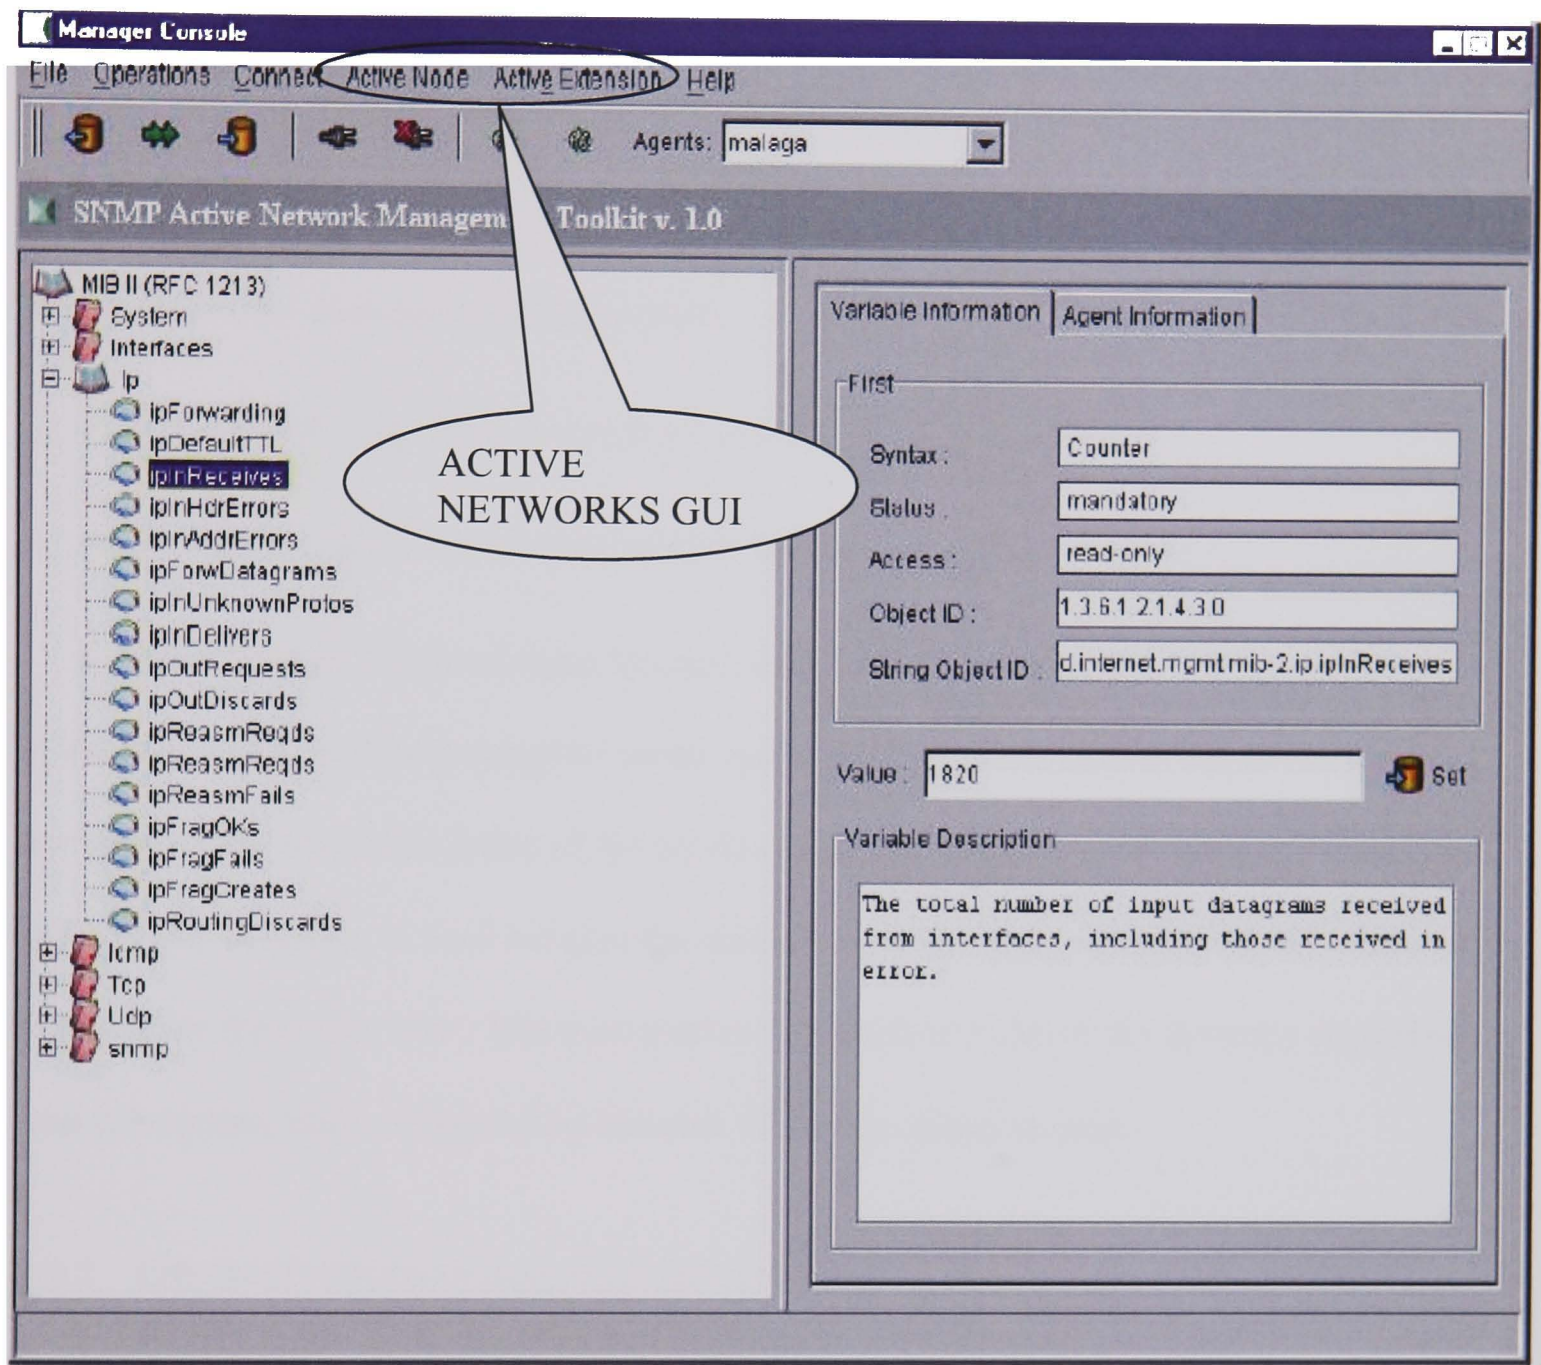 Manager Console
File Operations Connect Active Node Active Extension Help
Agents: malaga
SNMP Active Network Managem Toolkit v. 1.0
MIB II (RFC 1213)
System
Interfaces
Ip
ipForwarding
ipDefaultTTL
ipInReceives
ipInHdrErrors
ipInAddrErrors
ipForwDatagrams
ipInUnknownProtos
ipInDelivers
ipOutRequests
ipOutDiscards
ipReasmReqds
ipReasmReqds
ipReasmFails
ipFragOKs
ipFragFails
ipFragCreates
ipRoutingDiscards
Icmp
Tcp
Udp
snmp
ACTIVE
NETWORKS GUI
Variable Information Agent Information
First
Syntax : Counter
Status : mandatory
Access : read-only
Object ID : 1.3.6.1.2.1.4.3.0
String Object ID : d.internet.mgmt.mib-2.ip.ipInReceives
Value : 1820 Set
Variable Description
The total number of input datagrams received
from interfaces, including those received in
error.